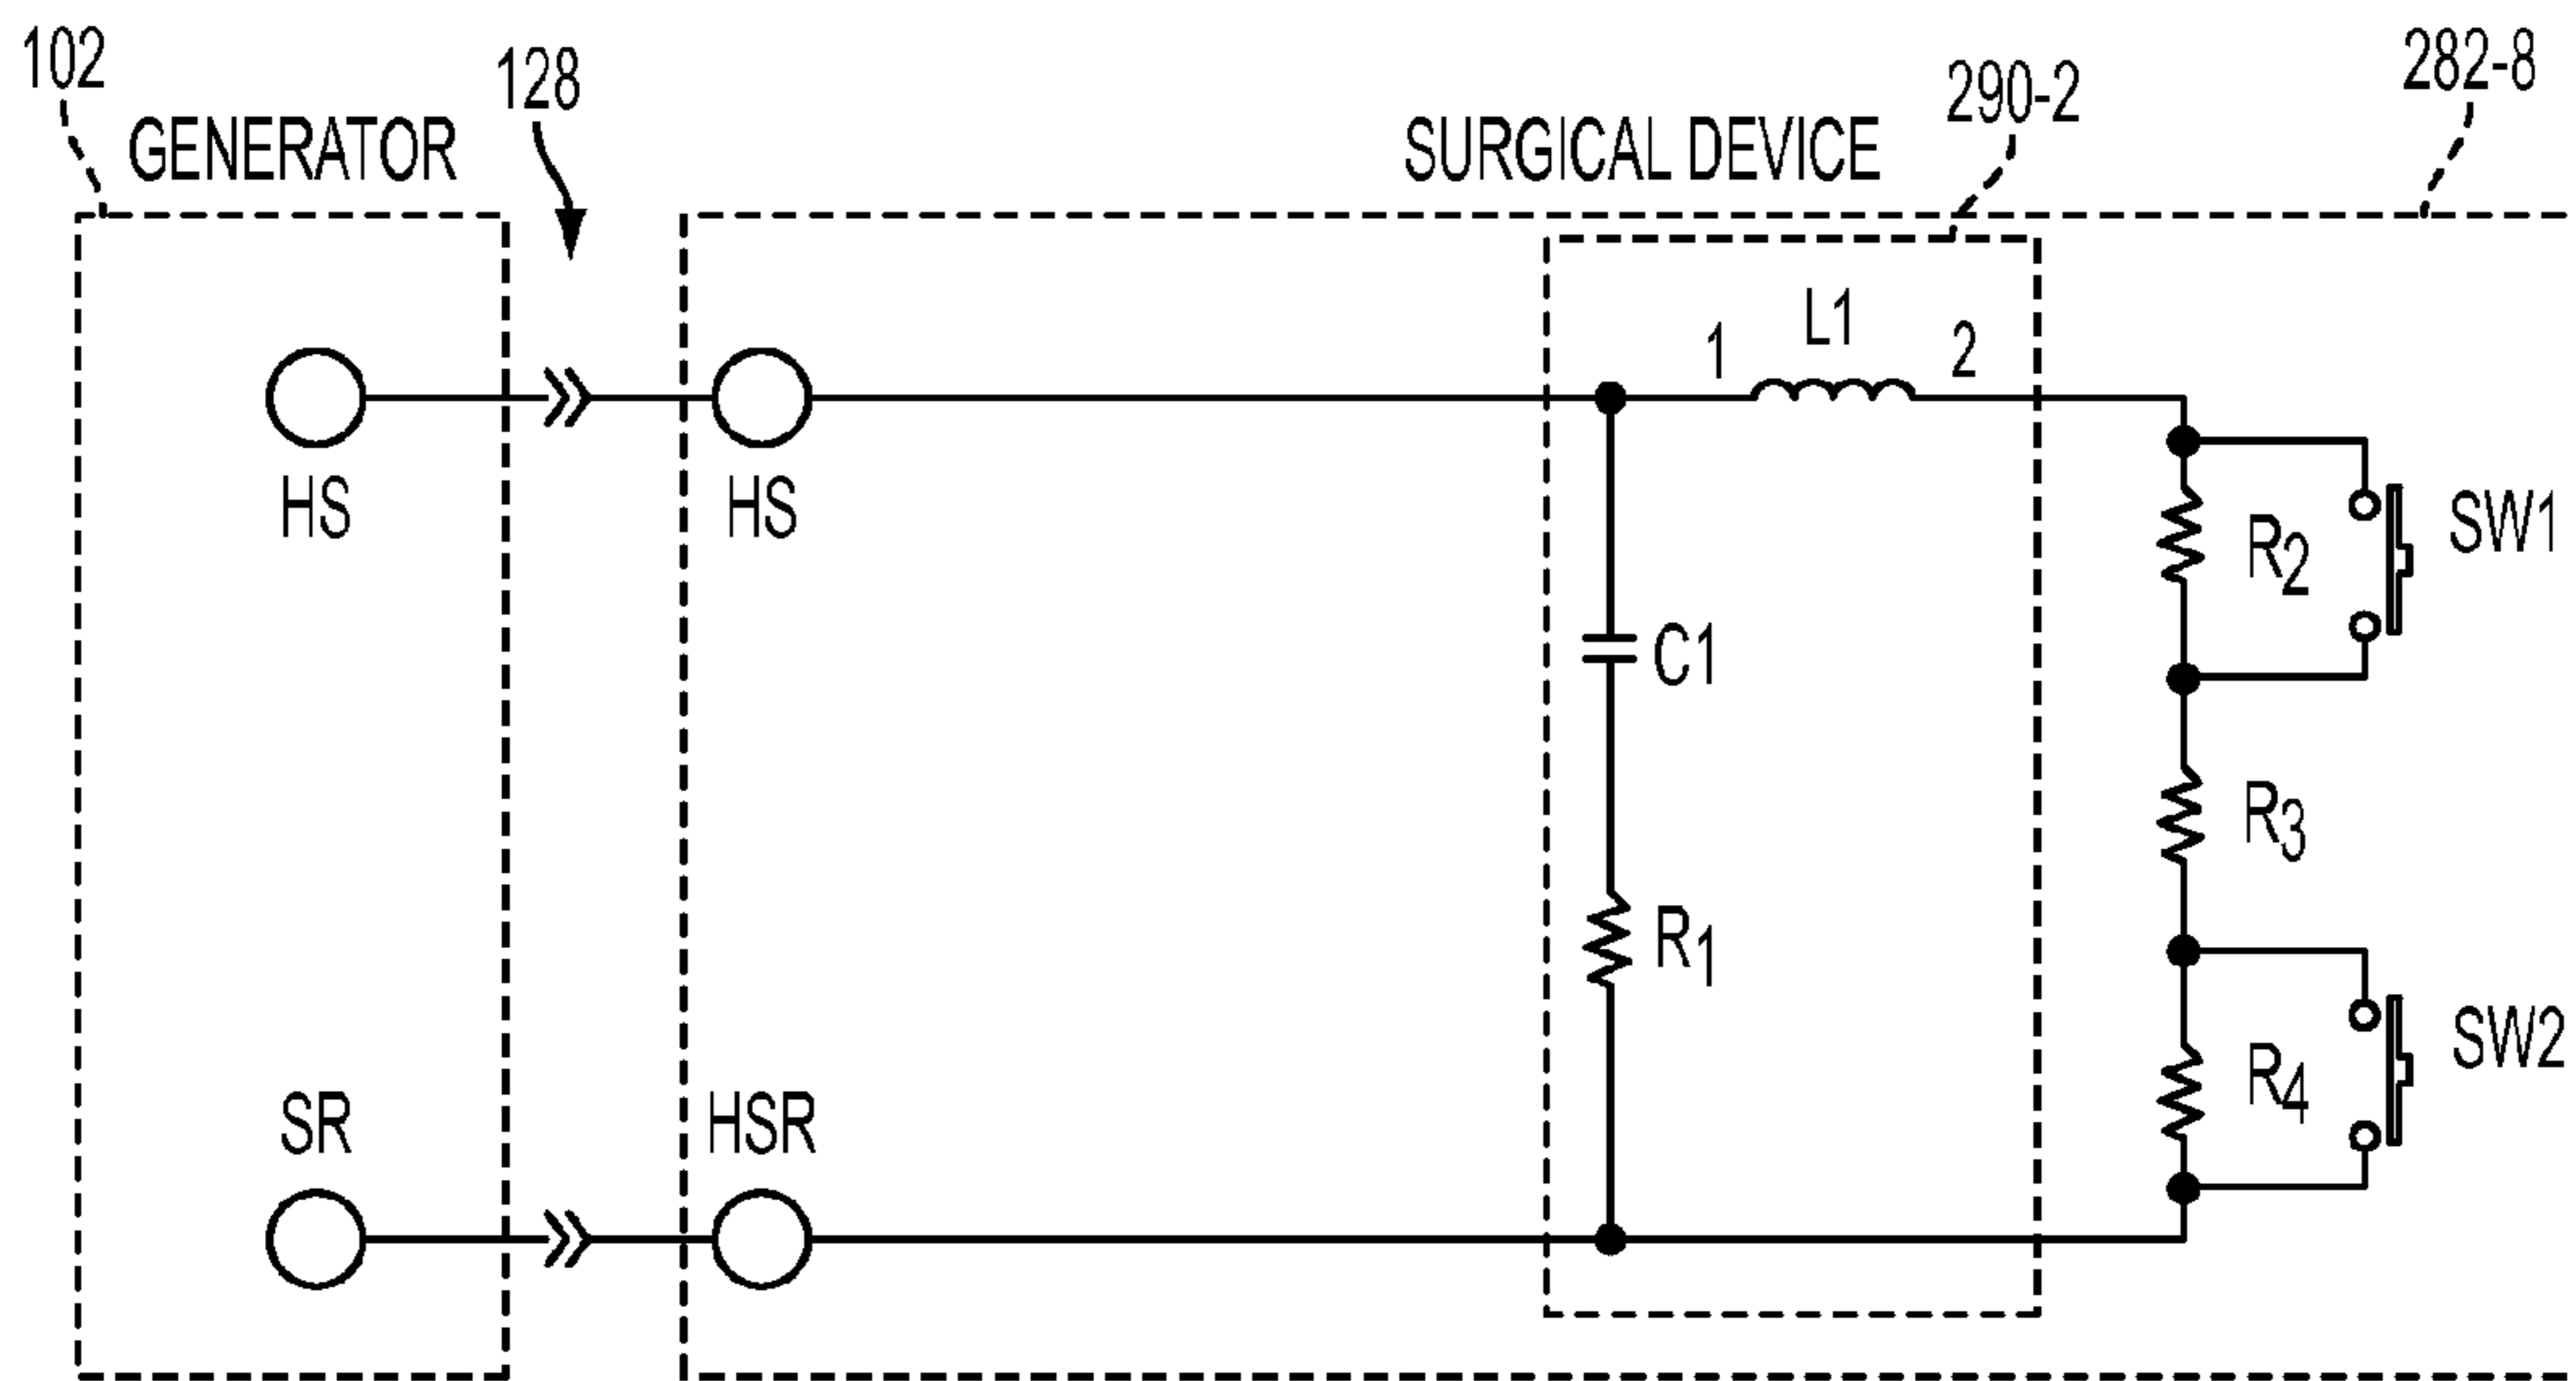 102
GENERATOR
128
SURGICAL DEVICE
290-2
282-8
1
L1
2
HS
HS
R2
SW1
C1
R3
R1
SR
HSR
R4
SW2